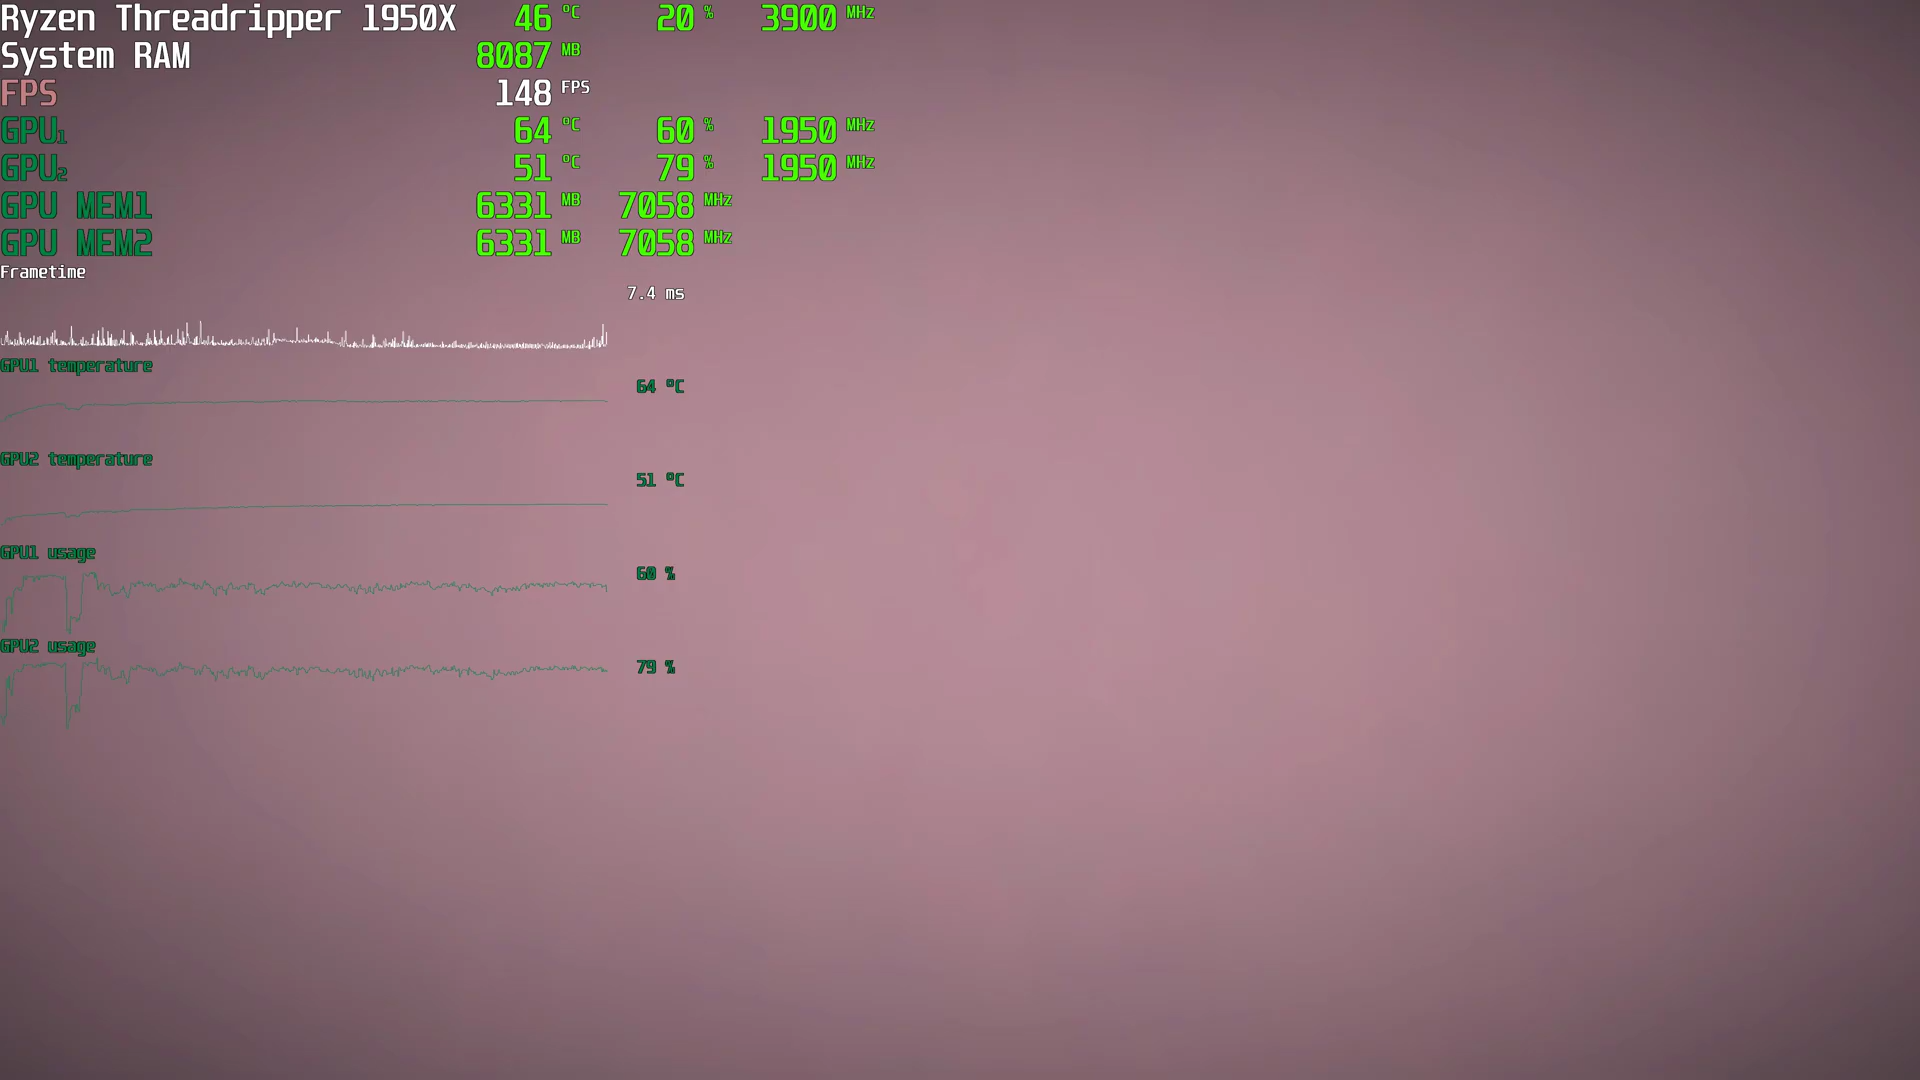 Ryzen Threadripper 1950X 46 °C 20 % 3900 MHz
System RAM 8087 MB
FPS 148 FPS
GPU1 64 °C 60 % 1950 MHz
GPU2 51 °C 79 % 1950 MHz
GPU MEM1 6331 MB 7058 MHz
GPU MEM2 6331 MB 7058 MHz
Frametime
7.4 ms
GPU1 temperature
64 °C
GPU2 temperature
51 °C
GPU1 usage
60 %
GPU2 usage
79 %